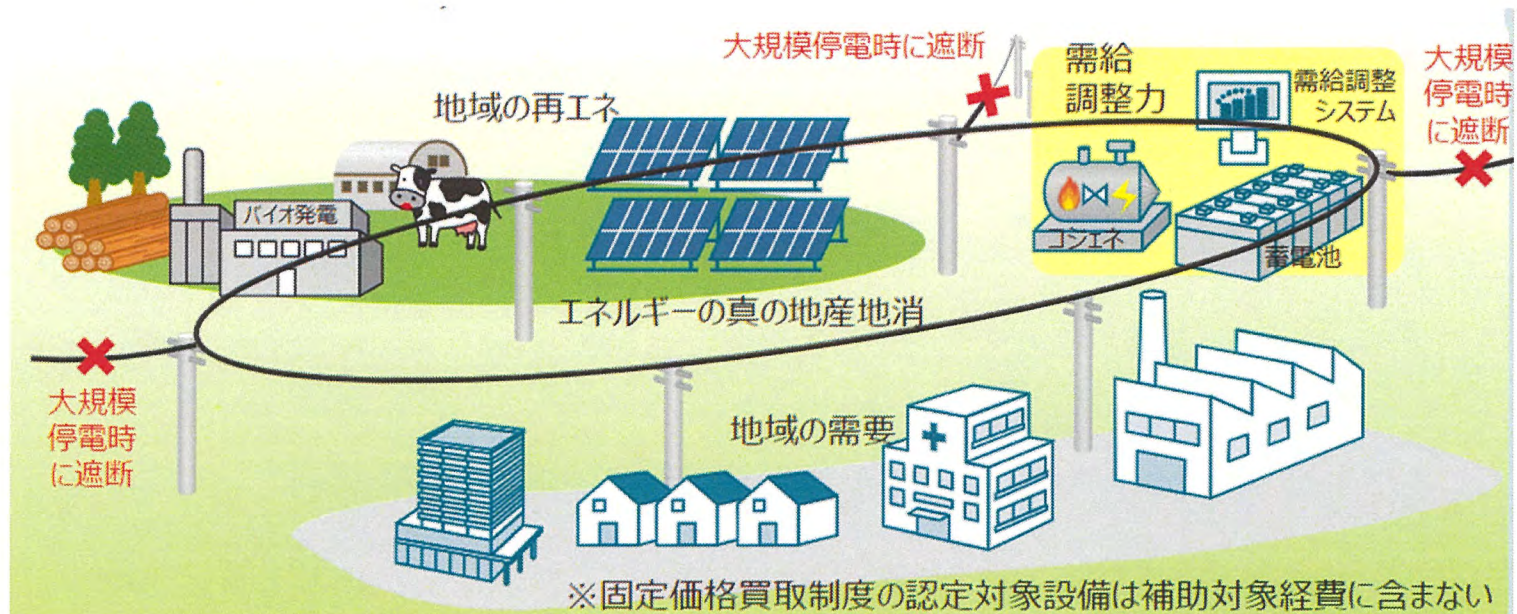 大規模停電時に遮断
需給
調整力
需給調整
システム
大規模
停電時
に遮断
地域の再エネ
バイオ発電
コジェネ
蓄電池
エネルギーの真の地産地消
大規模
停電時
に遮断
地域の需要
※固定価格買取制度の認定対象設備は補助対象経費に含まない